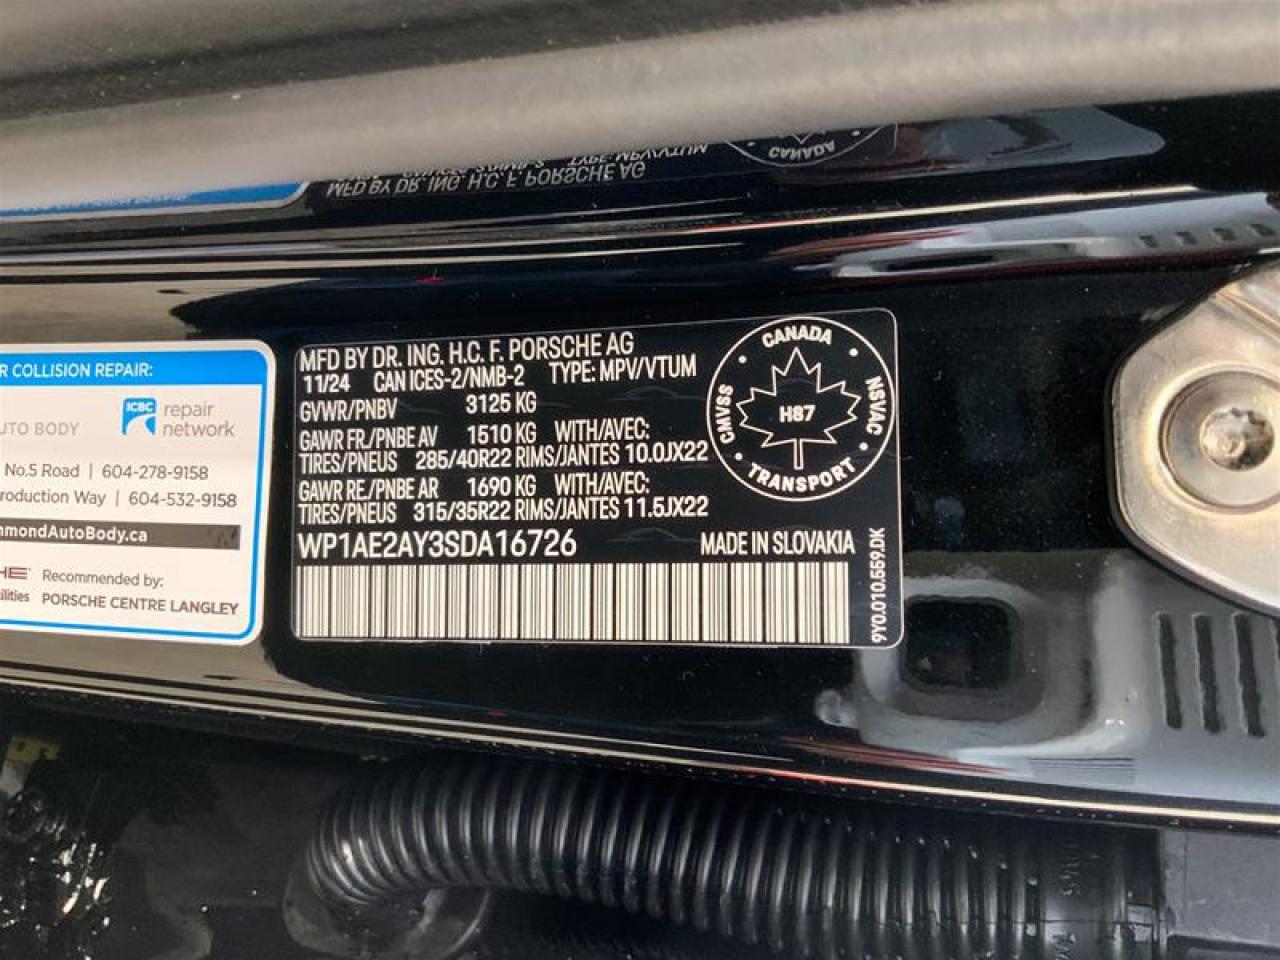 MFD BY DR. ING. H.C. F. PORSCHE AG
CANADA
MFD BY DR. ING. H.C. F. PORSCHE AG
11/24 CAN ICES-2/NMB-2 TYPE: MPV/VTUM
GVWR/PNBV 3125 KG
GAWR FR./PNBE AV 1510 KG WITH/AVEC:
TIRES/PNEUS 285/40R22 RIMS/JANTES 10.0JX22
GAWR RE./PNBE AR 1690 KG WITH/AVEC:
TIRES/PNEUS 315/35R22 RIMS/JANTES 11.5JX22
WP1AE2AY3SDA16726 MADE IN SLOVAKIA
CANADA
CMVSS
NSVAC
H87
TRANSPORT
9Y0.010.559.DK
R COLLISION REPAIR:
ICBC repair
network
UTO BODY
No.5 Road | 604-278-9158
roduction Way | 604-532-9158
nmondAutoBody.ca
HE Recommended by:
ilities PORSCHE CENTRE LANGLEY